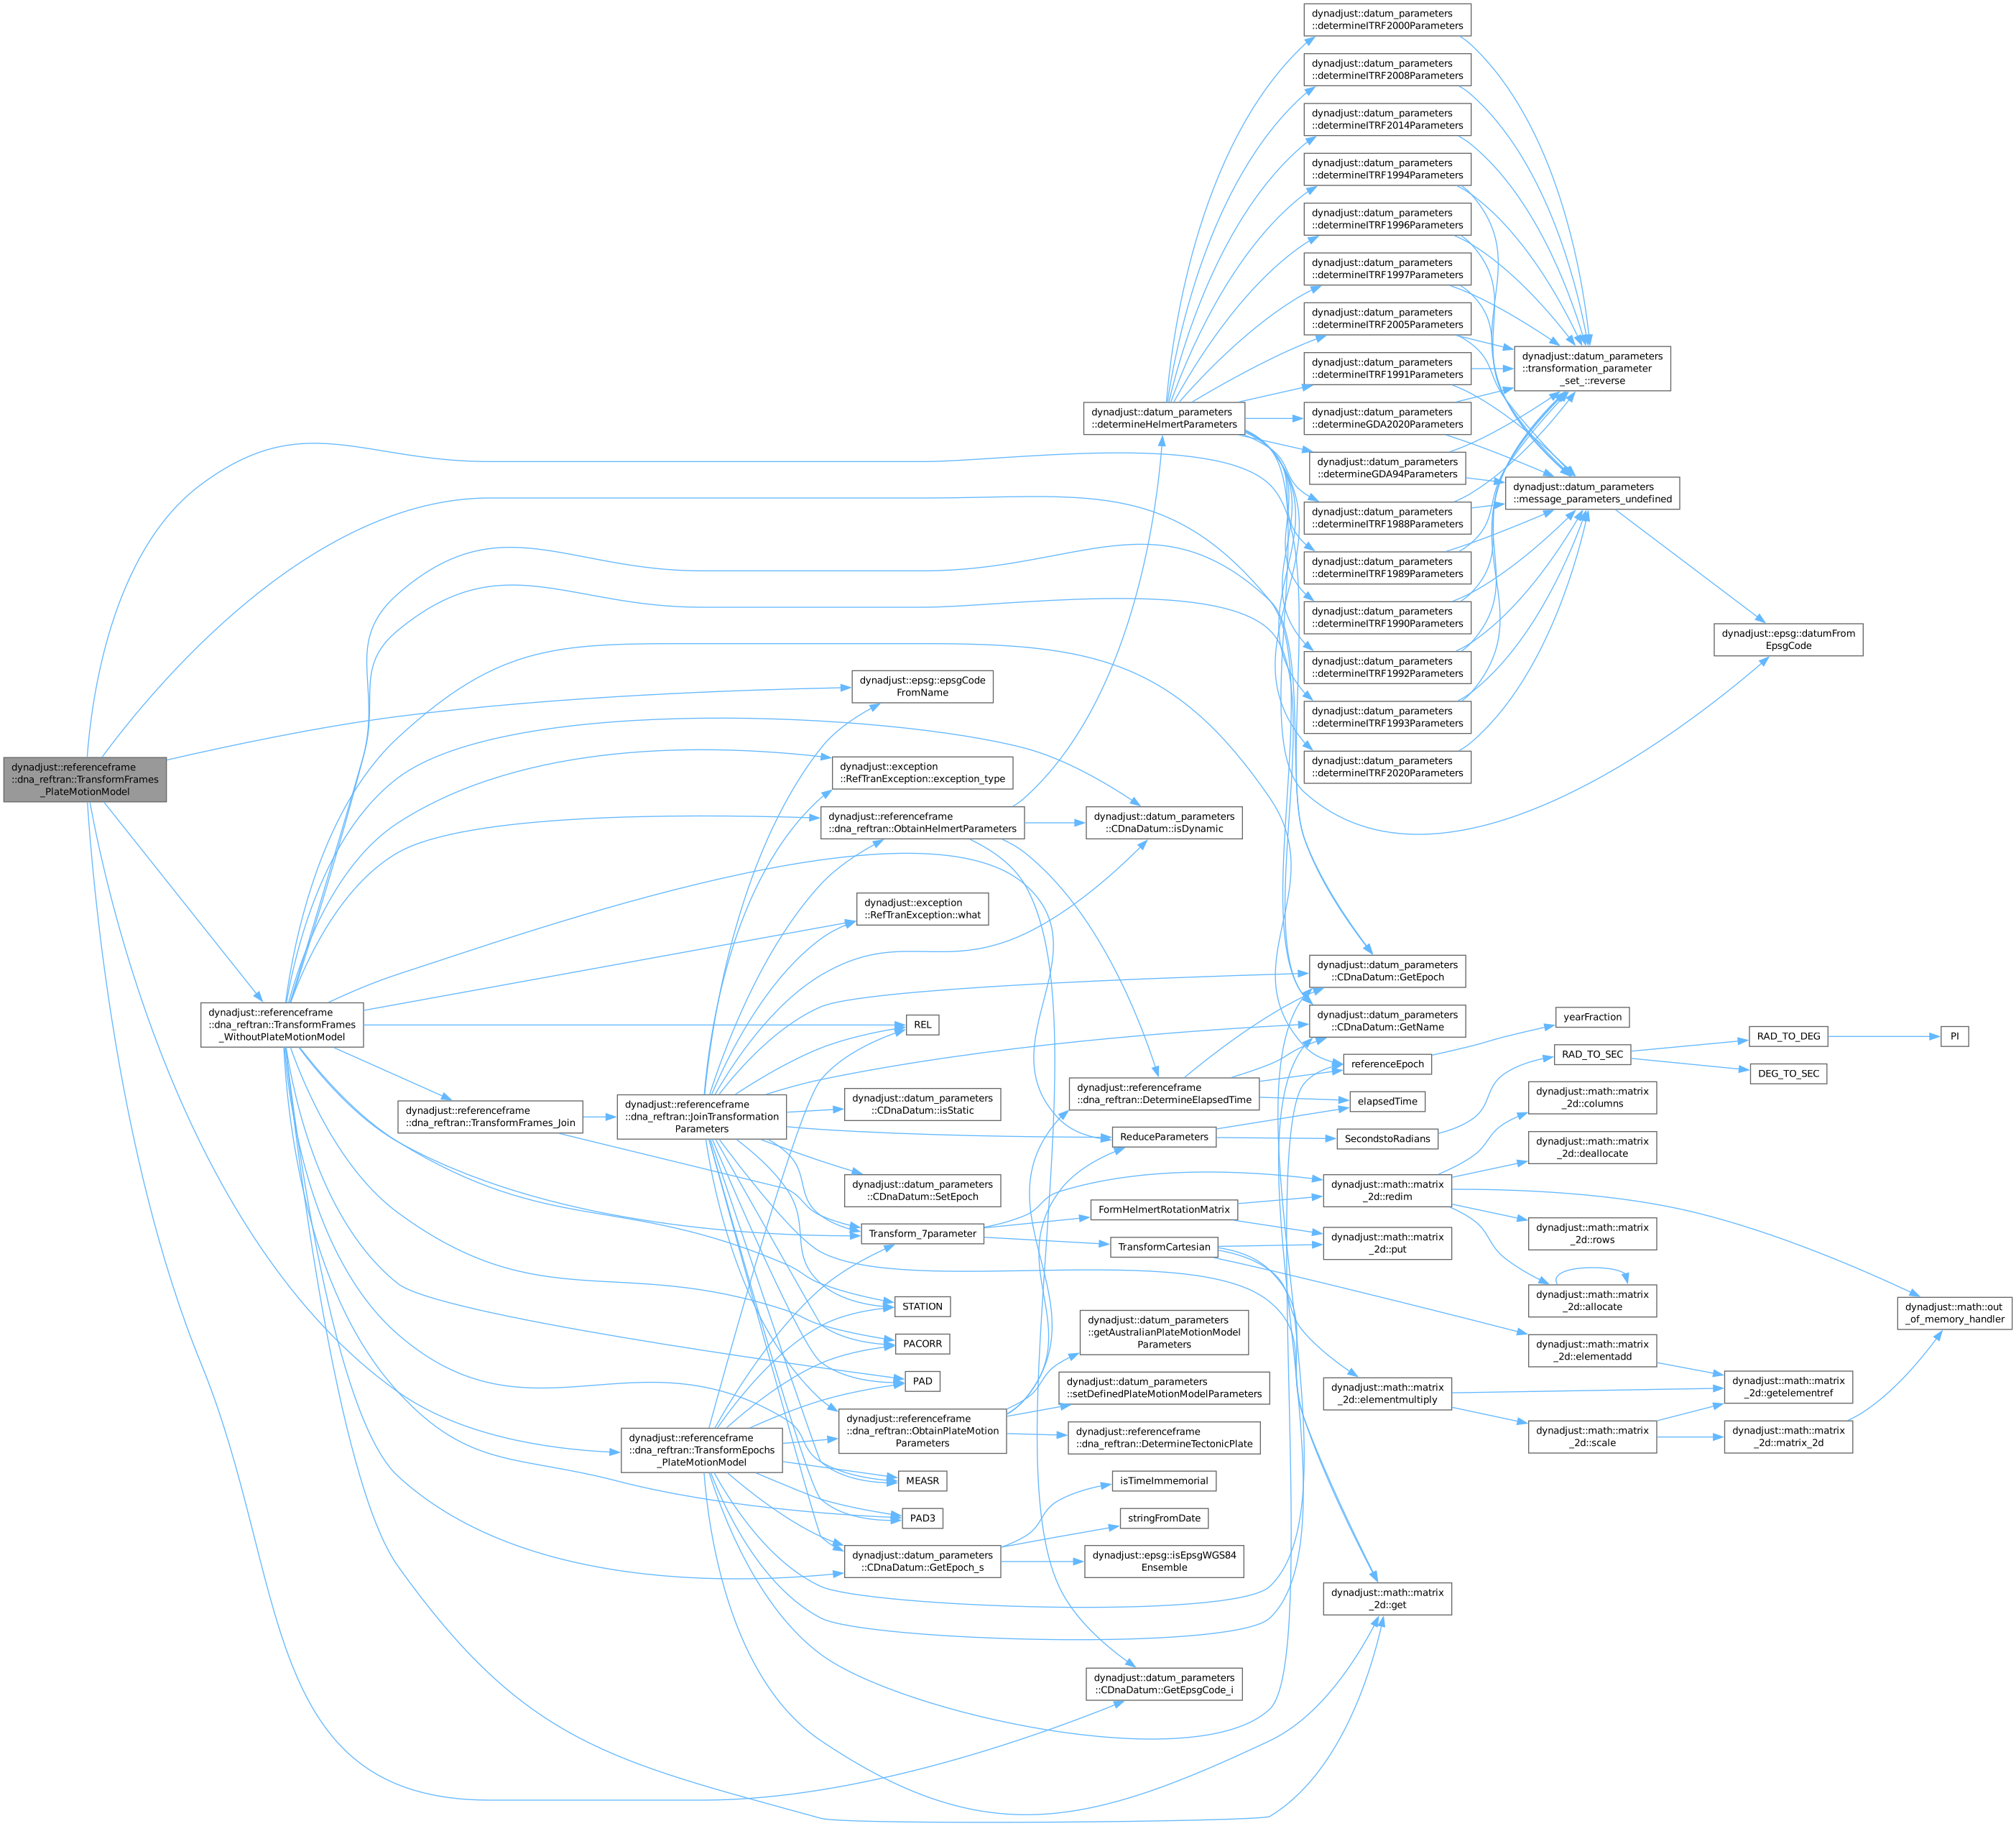 dynadjust::referenceframe
::dna_reftran::TransformFrames
_PlateMotionModel
dynadjust::referenceframe
::dna_reftran::TransformFrames
_WithoutPlateMotionModel
dynadjust::referenceframe
::dna_reftran::TransformFrames_Join
dynadjust::referenceframe
::dna_reftran::JoinTransformation
Parameters
dynadjust::referenceframe
::dna_reftran::TransformEpochs
_PlateMotionModel
dynadjust::epsg::epsgCode
FromName
dynadjust::exception
::RefTranException::exception_type
dynadjust::referenceframe
::dna_reftran::ObtainHelmertParameters
dynadjust::exception
::RefTranException::what
REL
dynadjust::datum_parameters
::CDnaDatum::isStatic
dynadjust::datum_parameters
::CDnaDatum::SetEpoch
Transform_7parameter
STATION
PACORR
PAD
dynadjust::referenceframe
::dna_reftran::ObtainPlateMotion
Parameters
MEASR
PAD3
dynadjust::datum_parameters
::CDnaDatum::GetEpoch_s
dynadjust::datum_parameters
::determineHelmertParameters
dynadjust::datum_parameters
::CDnaDatum::isDynamic
dynadjust::referenceframe
::dna_reftran::DetermineElapsedTime
ReduceParameters
FormHelmertRotationMatrix
TransformCartesian
dynadjust::datum_parameters
::getAustralianPlateMotionModel
Parameters
dynadjust::datum_parameters
::setDefinedPlateMotionModelParameters
dynadjust::referenceframe
::dna_reftran::DetermineTectonicPlate
isTimeImmemorial
stringFromDate
dynadjust::epsg::isEpsgWGS84
Ensemble
dynadjust::datum_parameters
::CDnaDatum::GetEpsgCode_i
dynadjust::datum_parameters
::determineITRF2000Parameters
dynadjust::datum_parameters
::determineITRF2008Parameters
dynadjust::datum_parameters
::determineITRF2014Parameters
dynadjust::datum_parameters
::determineITRF1994Parameters
dynadjust::datum_parameters
::determineITRF1996Parameters
dynadjust::datum_parameters
::determineITRF1997Parameters
dynadjust::datum_parameters
::determineITRF2005Parameters
dynadjust::datum_parameters
::determineITRF1991Parameters
dynadjust::datum_parameters
::determineGDA2020Parameters
dynadjust::datum_parameters
::determineGDA94Parameters
dynadjust::datum_parameters
::determineITRF1988Parameters
dynadjust::datum_parameters
::determineITRF1989Parameters
dynadjust::datum_parameters
::determineITRF1990Parameters
dynadjust::datum_parameters
::determineITRF1992Parameters
dynadjust::datum_parameters
::determineITRF1993Parameters
dynadjust::datum_parameters
::determineITRF2020Parameters
dynadjust::datum_parameters
::CDnaDatum::GetEpoch
dynadjust::datum_parameters
::CDnaDatum::GetName
referenceEpoch
elapsedTime
SecondstoRadians
dynadjust::math::matrix
_2d::redim
dynadjust::math::matrix
_2d::put
dynadjust::math::matrix
_2d::elementmultiply
dynadjust::math::matrix
_2d::get
dynadjust::datum_parameters
::transformation_parameter
_set_::reverse
dynadjust::datum_parameters
::message_parameters_undefined
yearFraction
RAD_TO_SEC
dynadjust::math::matrix
_2d::columns
dynadjust::math::matrix
_2d::deallocate
dynadjust::math::matrix
_2d::rows
dynadjust::math::matrix
_2d::allocate
dynadjust::math::matrix
_2d::elementadd
dynadjust::math::matrix
_2d::scale
dynadjust::epsg::datumFrom
EpsgCode
RAD_TO_DEG
DEG_TO_SEC
dynadjust::math::matrix
_2d::getelementref
dynadjust::math::matrix
_2d::matrix_2d
PI
dynadjust::math::out
_of_memory_handler